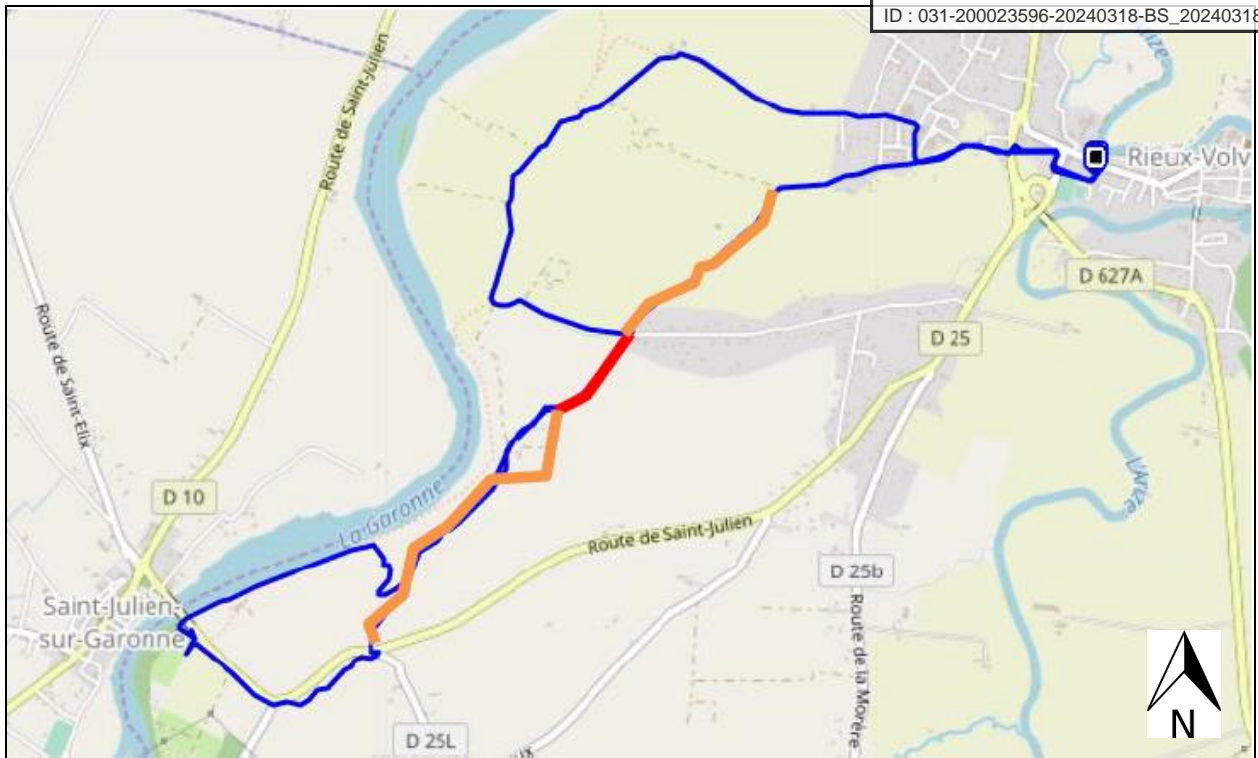 ID : 031-200023596-20240318-BS_20240318
Route de Saint-Julien
Rieux-Volv
D 627A
Route de Saint-Elix
D 25
L'Arize
D 10
La Garonne
Route de Saint-Julien
D 25b
Saint-Julien-
sur-Garonne
Route de la Morère
D 25L
N